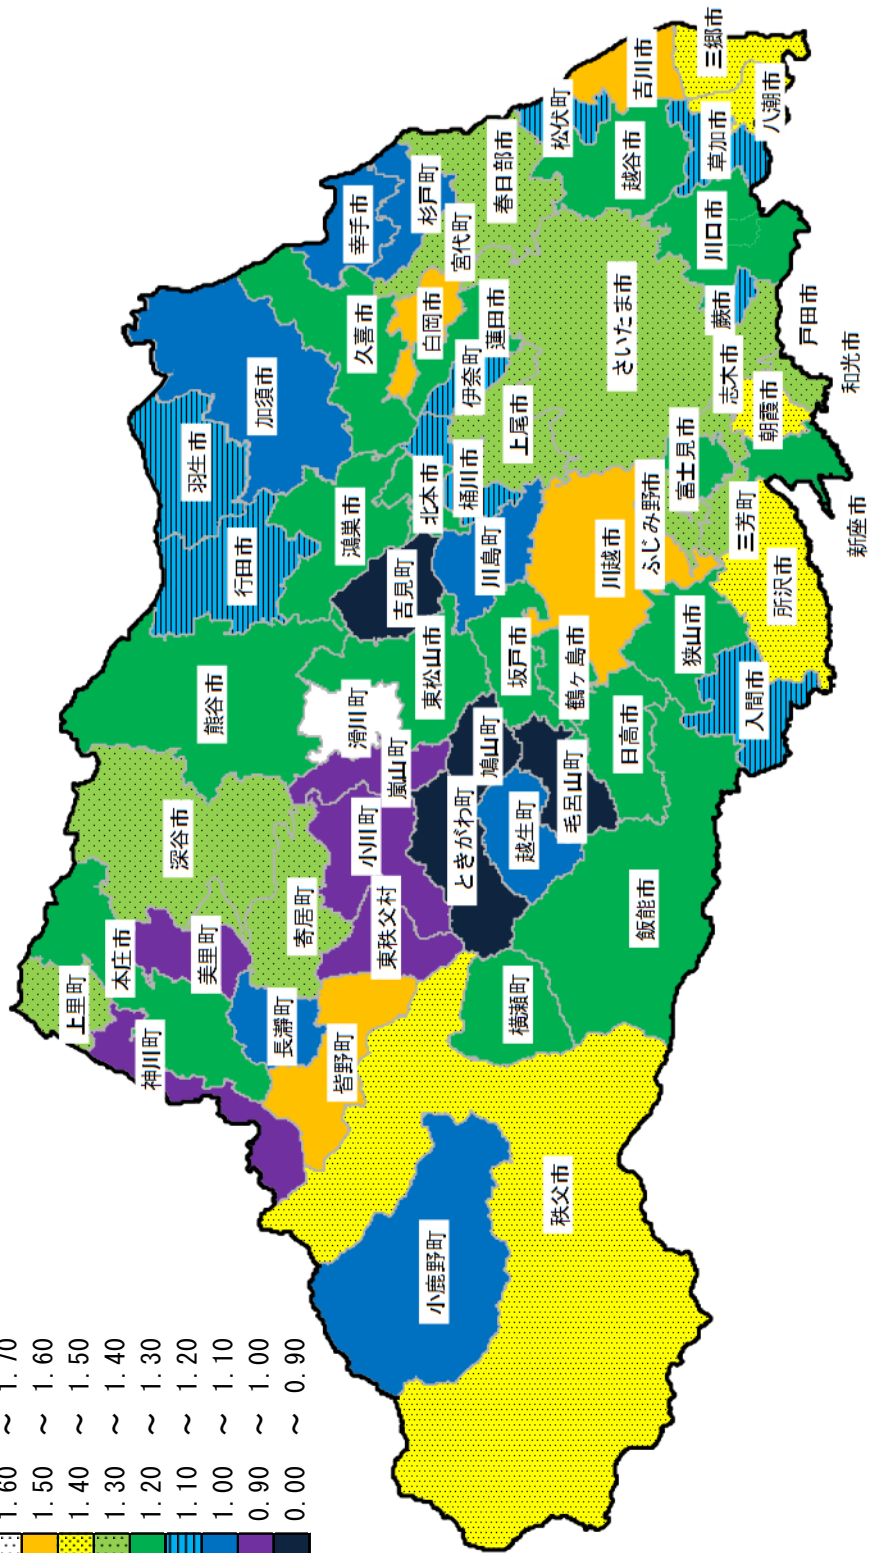 1.60 ～ 1.70
1.50 ～ 1.60
1.40 ～ 1.50
1.30 ～ 1.40
1.20 ～ 1.30
1.10 ～ 1.20
1.00 ～ 1.10
0.90 ～ 1.00
0.00 ～ 0.90
上里町
神川町
本庄市
美里町
深谷市
熊谷市
行田市
羽生市
加須市
長瀞町
寄居町
皆野町
小川町
東秩父村
嵐山町
滑川町
東松山市
吉見町
鴻巣市
北本市
久喜市
幸手市
杉戸町
宮代町
白岡市
蓮田市
伊奈町
桶川市
上尾市
春日部市
松伏町
小鹿野町
秩父市
横瀬町
ときがわ町
鳩山町
越生町
毛呂山町
坂戸市
鶴ヶ島市
川島町
川越市
さいたま市
越谷市
吉川市
飯能市
日高市
狭山市
入間市
所沢市
ふじみ野市
富士見市
三芳町
志木市
朝霞市
新座市
和光市
戸田市
蕨市
川口市
草加市
八潮市
三郷市